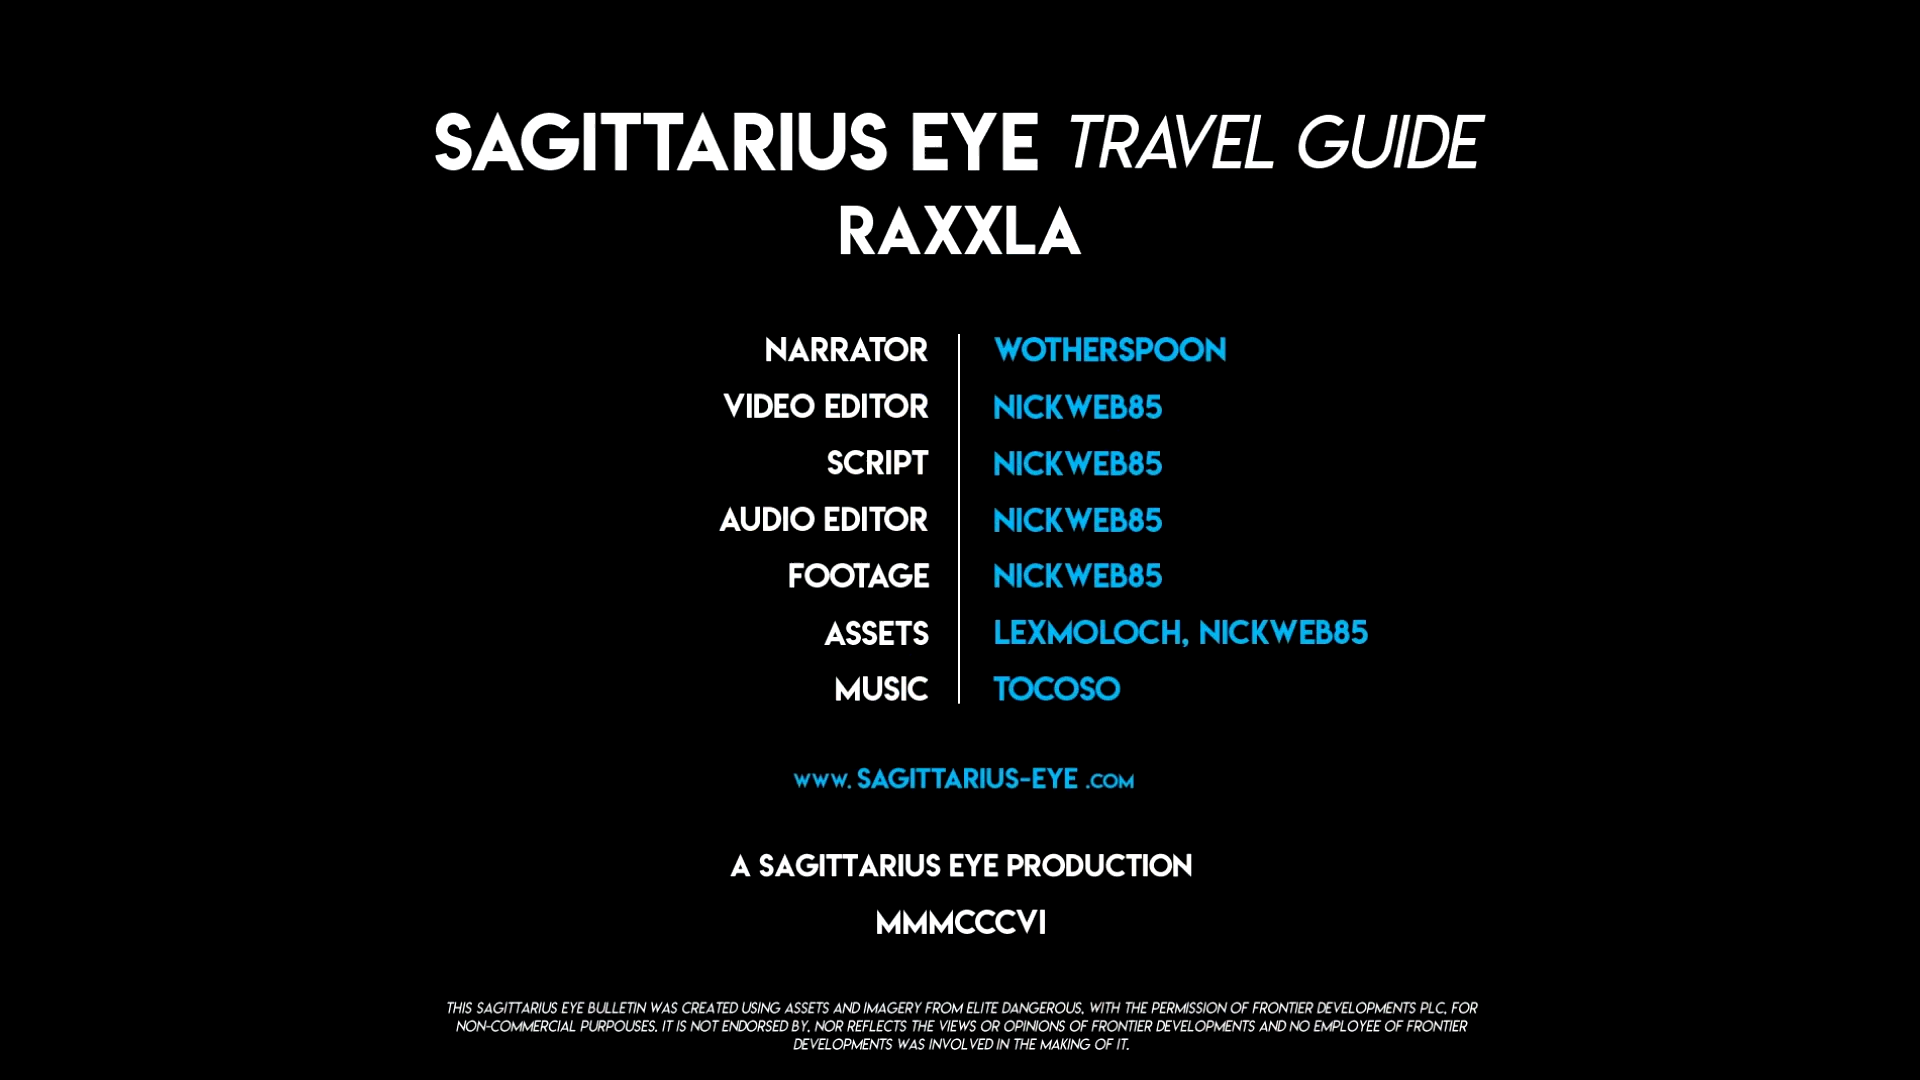 SAGITTARIUS EYE TRAVEL GUIDE
RAXXLA
NARRATOR WOTHERSPOON
VIDEO EDITOR NICKWEB85
SCRIPT NICKWEB85
AUDIO EDITOR NICKWEB85
FOOTAGE NICKWEB85
ASSETS LEXMOLOCH, NICKWEB85
MUSIC TOCOSO
WWW. SAGITTARIUS-EYE .COM
A SAGITTARIUS EYE PRODUCTION
MMMCCCVI
THIS SAGITTARIUS EYE BULLETIN WAS CREATED USING ASSETS AND IMAGERY FROM ELITE DANGEROUS, WITH THE PERMISSION OF FRONTIER DEVELOPMENTS PLC, FOR
NON-COMMERCIAL PURPOUSES. IT IS NOT ENDORSED BY, NOR REFLECTS THE VIEWS OR OPINIONS OF FRONTIER DEVELOPMENTS AND NO EMPLOYEE OF FRONTIER
DEVELOPMENTS WAS INVOLVED IN THE MAKING OF IT.